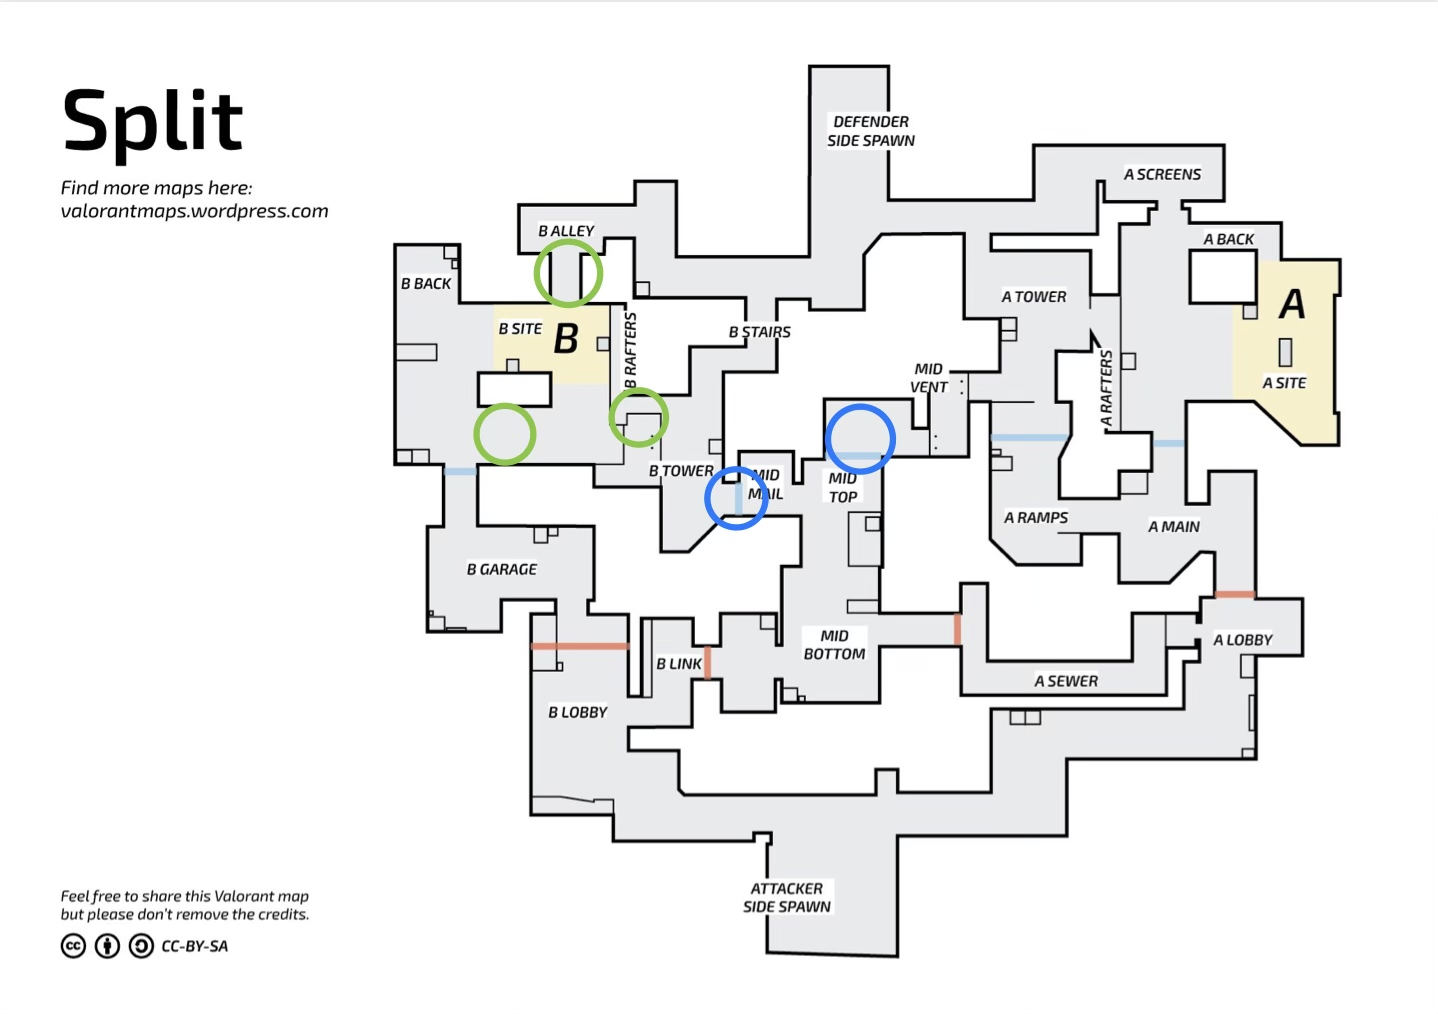 Split
Find more maps here:
valorantmaps.wordpress.com
DEFENDER
SIDE SPAWN
A SCREENS
B ALLEY
A BACK
B BACK
A TOWER
A
B SITE
B
B RAFTERS
B STAIRS
MID
VENT
A RAFTERS
A SITE
B TOWER
MID
MAIL
MID
TOP
A RAMPS
A MAIN
B GARAGE
MID
BOTTOM
A LOBBY
B LINK
A SEWER
B LOBBY
ATTACKER
SIDE SPAWN
Feel free to share this Valorant map
but please don't remove the credits.
cc CC-BY-SA